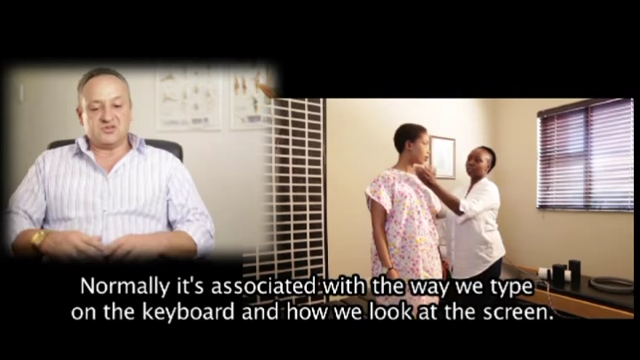 Normally it's associated with the way we type
on the keyboard and how we look at the screen.